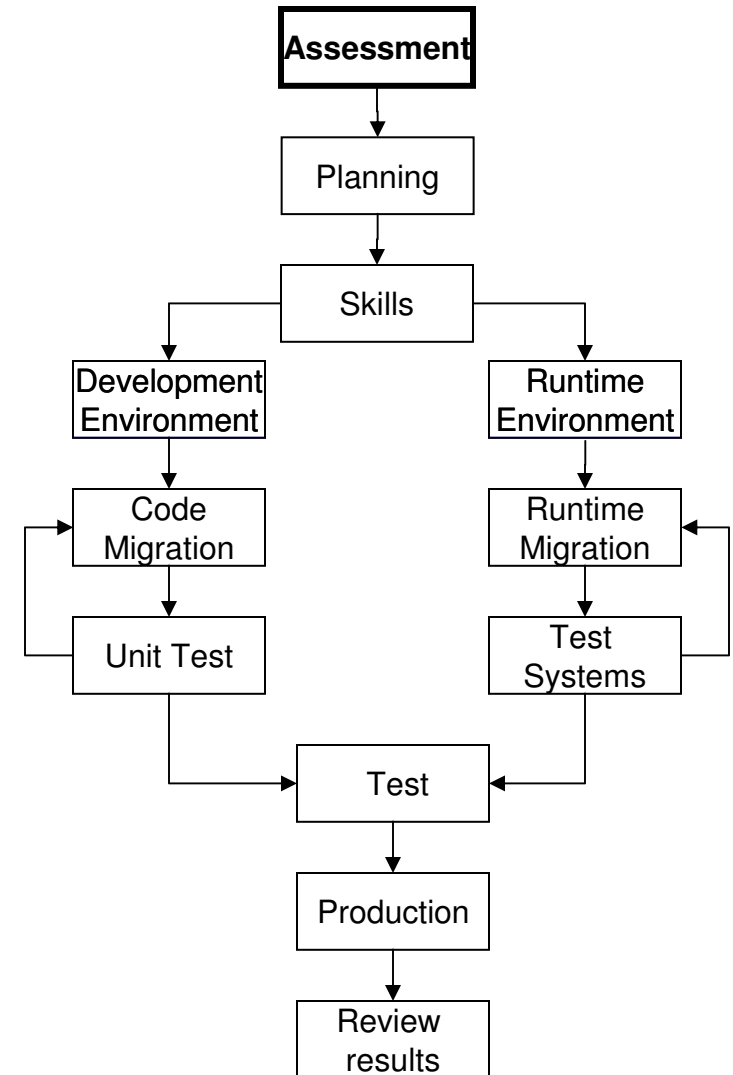 Assessment
Planning
Skills
Development
Environment
Runtime
Environment
Code
Migration
Runtime
Migration
Unit Test
Test
Systems
Test
Production
Review
results